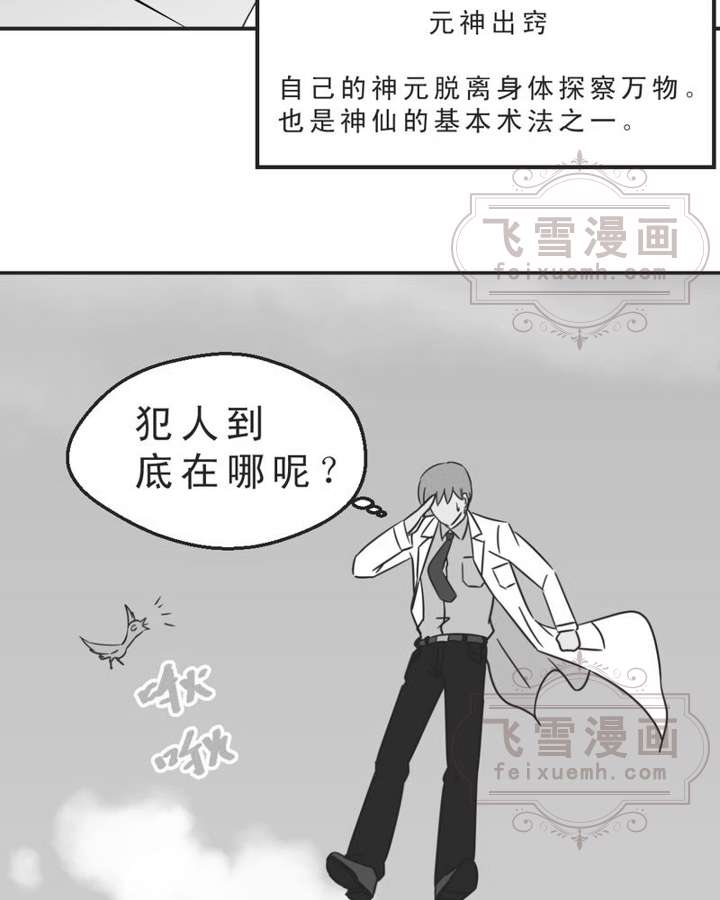 元神出窍
自己的神元脱离身体探察万物。
也是神仙的基本术法之一。
飞雪漫画
feixuemh.com
犯人到
底在哪呢？
啾
啾
飞雪漫画
feixuemh.com